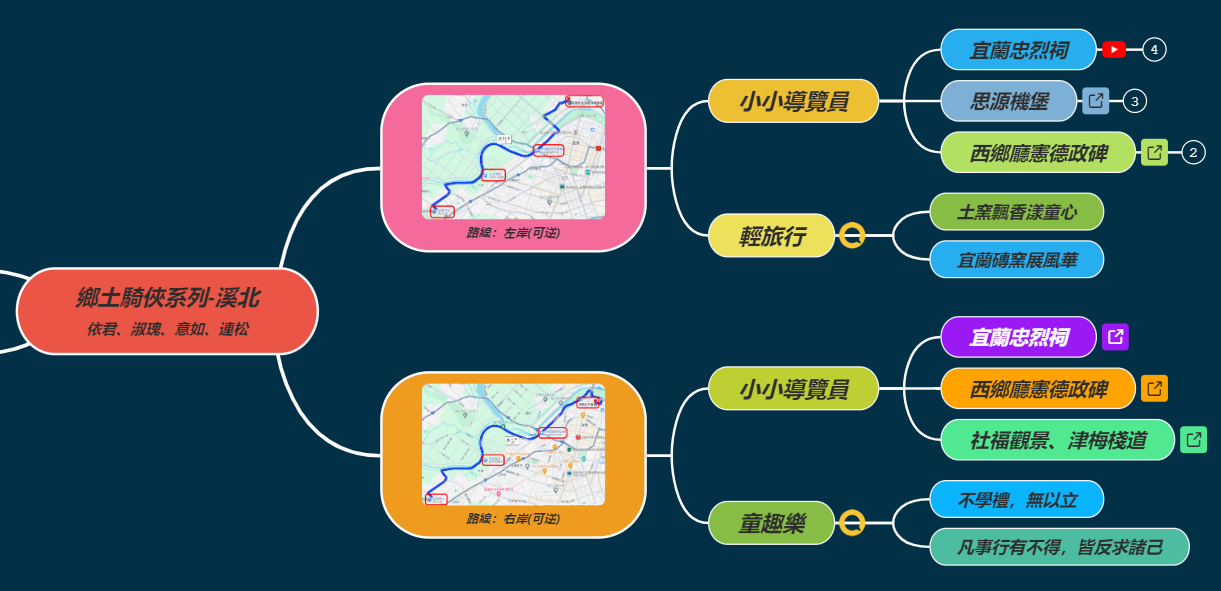 鄉土騎俠系列-溪北
依君、淑瑰、意如、連松
路線：左岸(可逆)
小小導覽員
宜蘭忠烈祠
4
思源機堡
3
西鄉廳憲德政碑
2
輕旅行
土窯飄香漾童心
宜蘭磚窯展風華
路線：右岸(可逆)
小小導覽員
宜蘭忠烈祠
西鄉廳憲德政碑
社福觀景、津梅棧道
童趣樂
不學禮，無以立
凡事行有不得，皆反求諸己